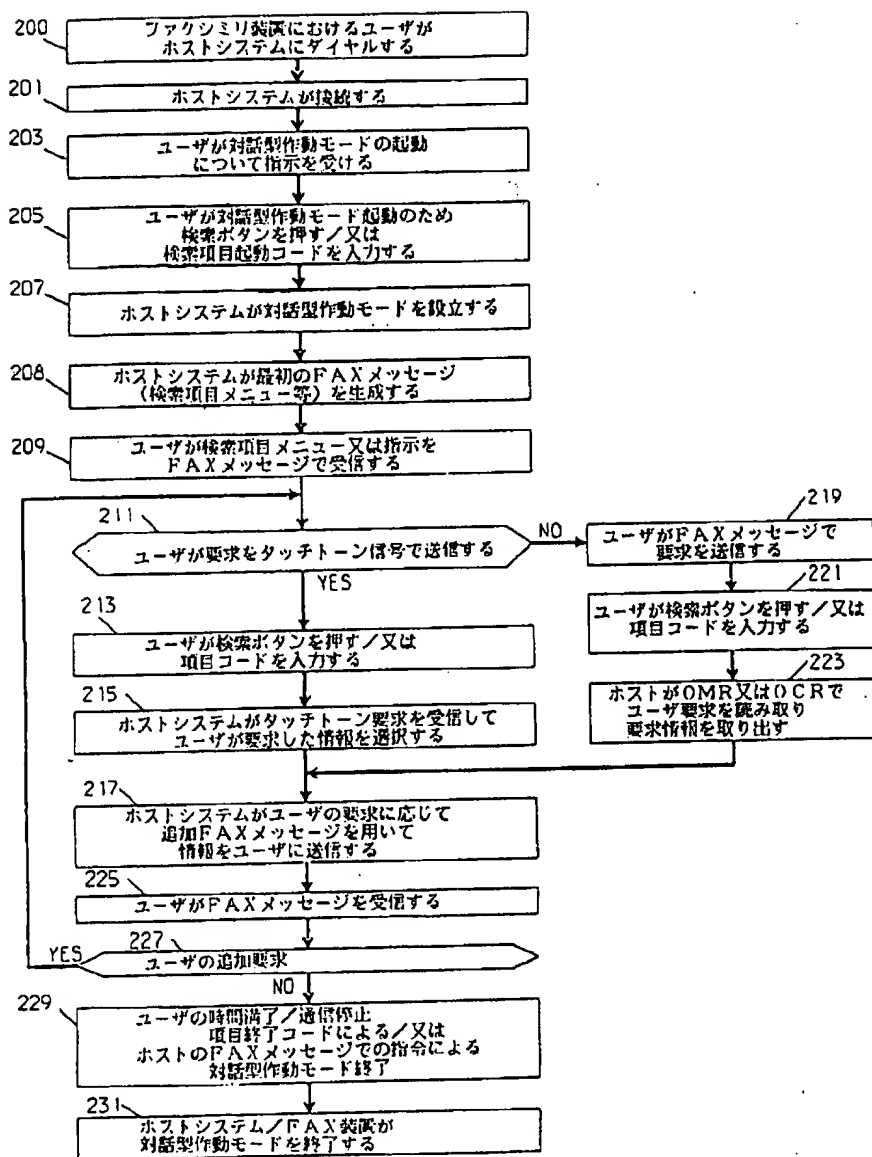 200
ファクシミリ装置におけるユーザが
ホストシステムにダイヤルする
201
ホストシステムが接続する
203
ユーザが対話型作動モードの起動
について指示を受ける
205
ユーザが対話型作動モード起動のため
検索ボタンを押す/又は
検索項目起動コードを入力する
207
ホストシステムが対話型作動モードを設立する
208
ホストシステムが最初のFAXメッセージ
(検索項目メニュー等)を生成する
209
ユーザが検索項目メニュー又は指示を
FAXメッセージで受信する
211
ユーザが要求をタッチトーン信号で送信する
NO
YES
219
ユーザがFAXメッセージで
要求を送信する
221
ユーザが検索ボタンを押す/又は
項目コードを入力する
223
ホストがOMR又はOCRで
ユーザ要求を読み取り
要求情報を取り出す
213
ユーザが検索ボタンを押す/又は
項目コードを入力する
215
ホストシステムがタッチトーン要求を受信して
ユーザが要求した情報を選択する
217
ホストシステムがユーザの要求に応じて
追加FAXメッセージを用いて
情報をユーザに送信する
225
ユーザがFAXメッセージを受信する
227
YES
ユーザの追加要求
NO
229
ユーザの時間満了/通信停止
項目終了コードによる/又は
ホストのFAXメッセージでの指令による
対話型作動モード終了
231
ホストシステム/FAX装置が
対話型作動モードを終了する